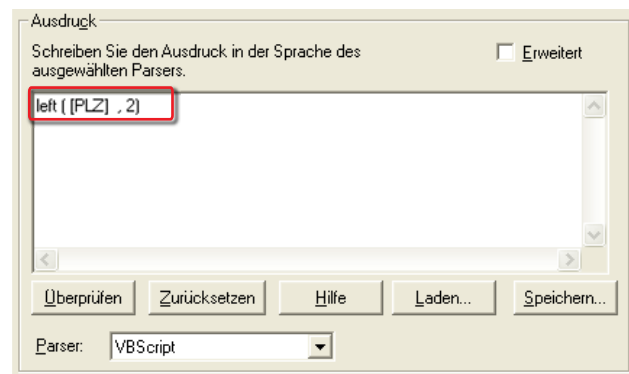 Ausdruck
Schreiben Sie den Ausdruck in der Sprache des
ausgewählten Parsers.
Erweitert
left ( [PLZ] , 2)
Überprüfen Zurücksetzen Hilfe Laden... Speichern...
Parser: VBScript